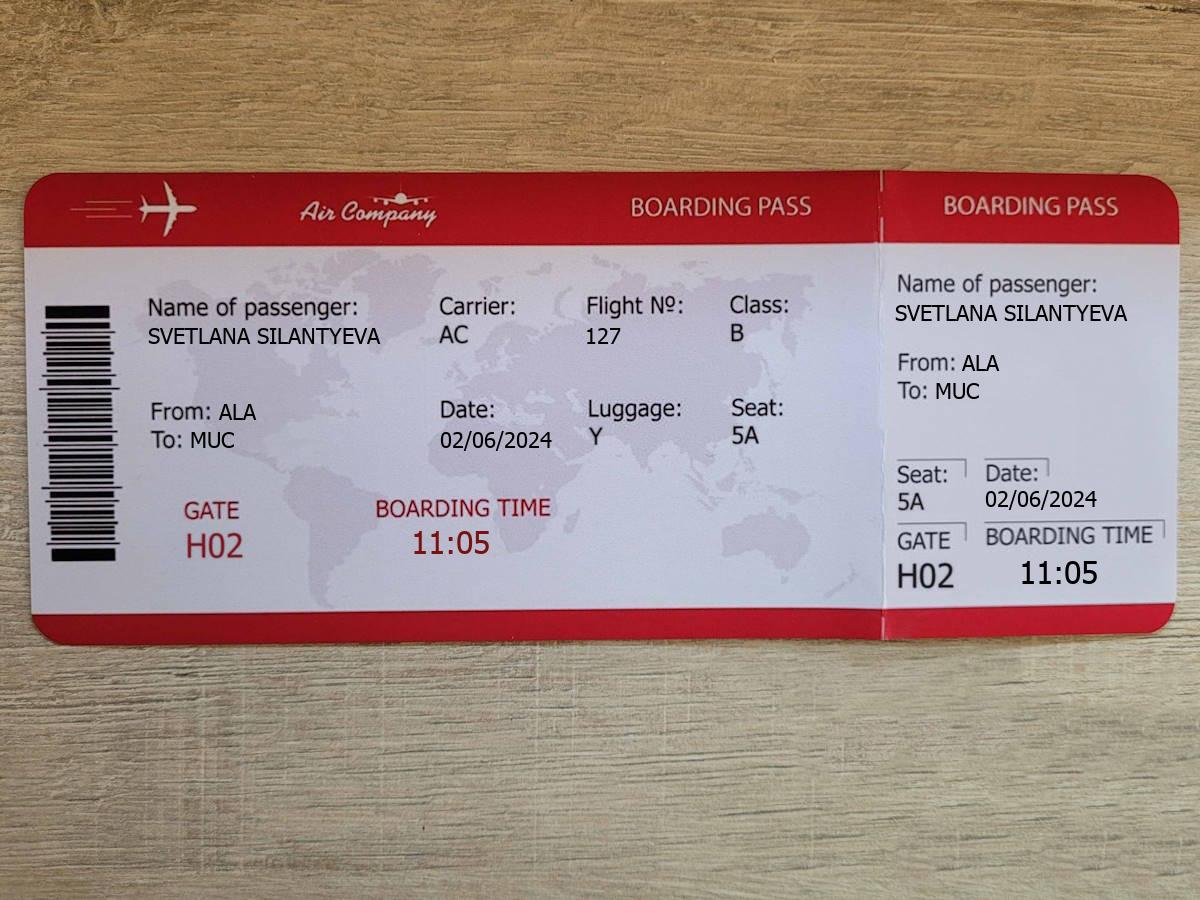 Air Company
BOARDING PASS
Name of passenger:
SVETLANA SILANTYEVA
Carrier:
AC
Flight Nº:
127
Class:
B
From: ALA
To: MUC
Date:
02/06/2024
Luggage:
Y
Seat:
5A
GATE
H02
BOARDING TIME
11:05
BOARDING PASS
Name of passenger:
SVETLANA SILANTYEVA
From: ALA
To: MUC
Seat:
5A
Date:
02/06/2024
GATE
H02
BOARDING TIME
11:05